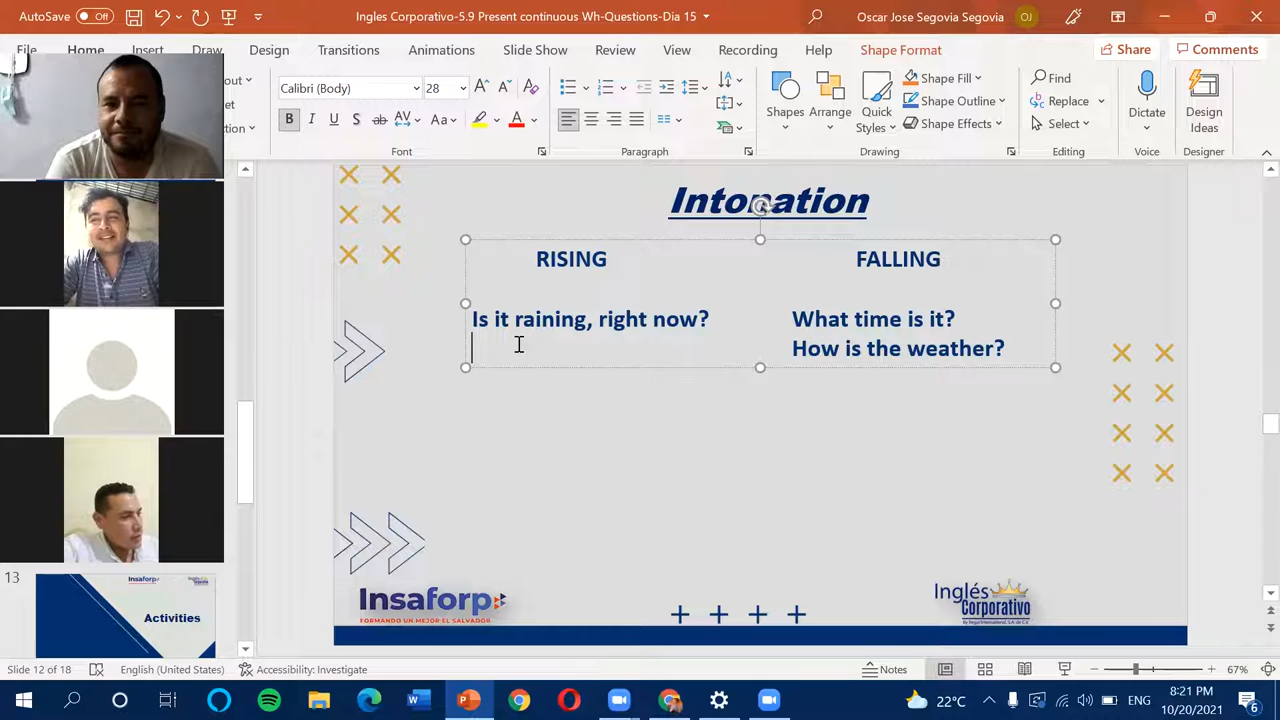 AutoSave Off
Ingles Corporativo-5.9 Present continuous Wh-Questions-Dia 15
Oscar Jose Segovia Segovia OJ
File Home Insert Draw Design Transitions Animations Slide Show Review View Recording Help Shape Format
Share Comments
Calibri (Body) 28
Shapes Arrange Quick Styles
Shape Fill
Shape Outline
Shape Effects
Find
Replace
Select
Dictate
Design Ideas
Font Paragraph Drawing Editing Voice Designer
Intonation
RISING FALLING
Is it raining, right now? What time is it?
How is the weather?
Insaforp
FORMANDO UN MEJOR EL SALVADOR
Inglés
Corporativo
13
Insaforp
Activities
Slide 12 of 18 English (United States) Accessibility: Investigate Notes 67%
22°C ENG 8:21 PM
10/20/2021
6